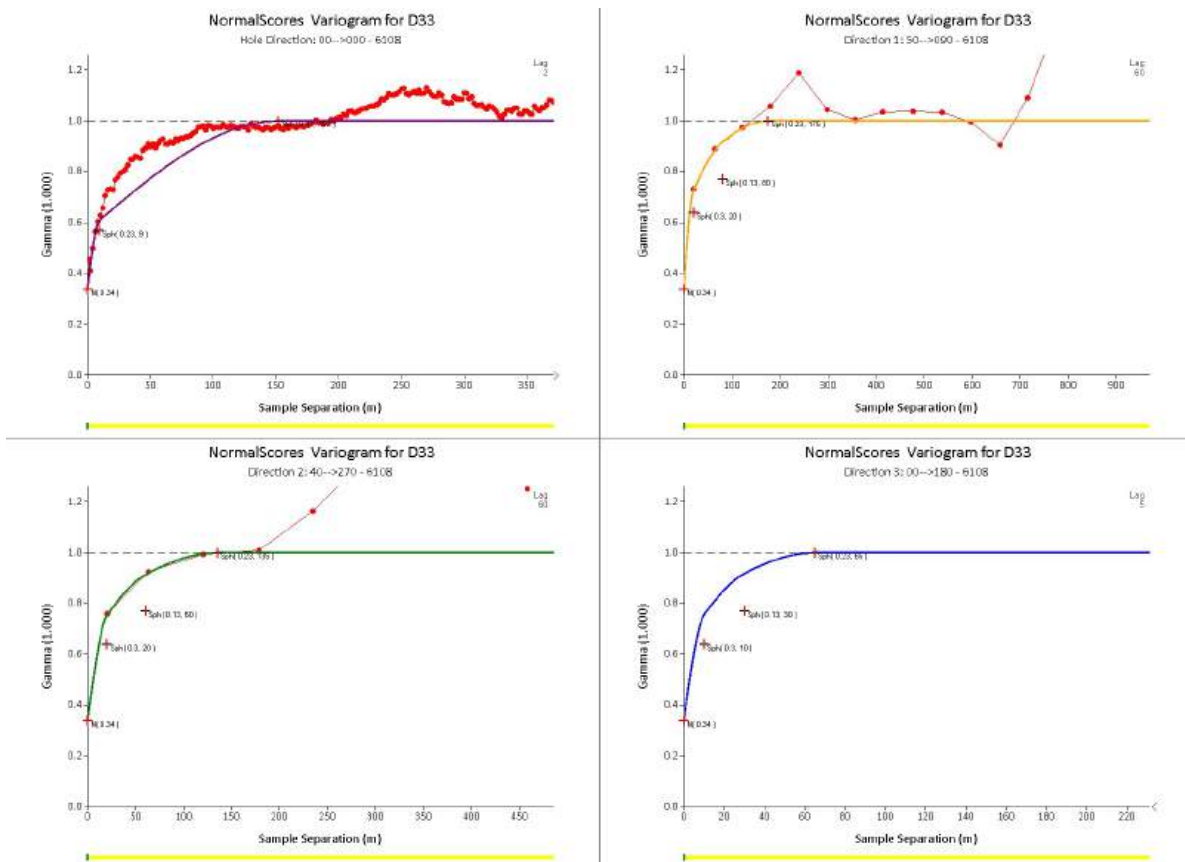 NormalScores Variogram for D33
Hole Direction: 00-->000 - 6108
Lag
2
1.2
1.0
0.8
0.6
0.4
0.2
0.0
Gamma (1.000)
Sph( 0.23, 9 )
N( 0.34 )
0 50 100 150 200 250 300 350
Sample Separation (m)
NormalScores Variogram for D33
Direction 1: 50-->090 - 6108
Lag
60
1.2
1.0
0.8
0.6
0.4
0.2
0.0
Gamma (1.000)
Sph( 0.23, 175 )
Sph( 0.13, 80 )
Sph( 0.3, 20 )
N( 0.34 )
0 100 200 300 400 500 600 700 800 900
Sample Separation (m)
NormalScores Variogram for D33
Direction 2: 40-->270 - 6108
Lag
60
1.2
1.0
0.8
0.6
0.4
0.2
0.0
Gamma (1.000)
Sph( 0.23, 135 )
Sph( 0.13, 60 )
Sph( 0.3, 20 )
N( 0.34 )
0 50 100 150 200 250 300 350 400 450
Sample Separation (m)
NormalScores Variogram for D33
Direction 3: 00-->180 - 6108
Lag
5
1.2
1.0
0.8
0.6
0.4
0.2
0.0
Gamma (1.000)
Sph( 0.23, 65 )
Sph( 0.13, 30 )
Sph( 0.3, 10 )
N( 0.34 )
0 20 40 60 80 100 120 140 160 180 200 220
Sample Separation (m)